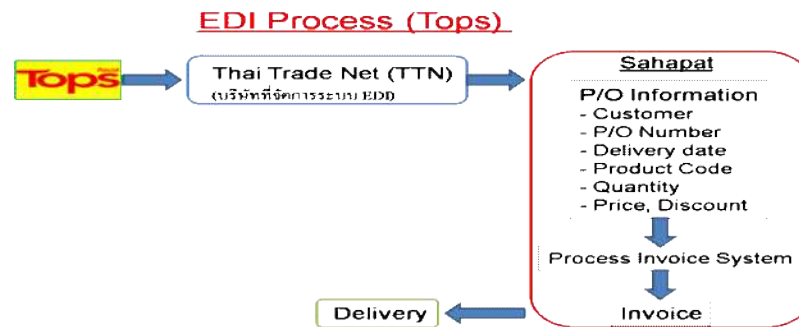 EDI Process (Tops)
Tops
Thai Trade Net (TTN)
(บริษัทที่จัดการระบบ EDI)
Sahapat
P/O Information
- Customer
- P/O Number
- Delivery date
- Product Code
- Quantity
- Price, Discount
Process Invoice System
Invoice
Delivery